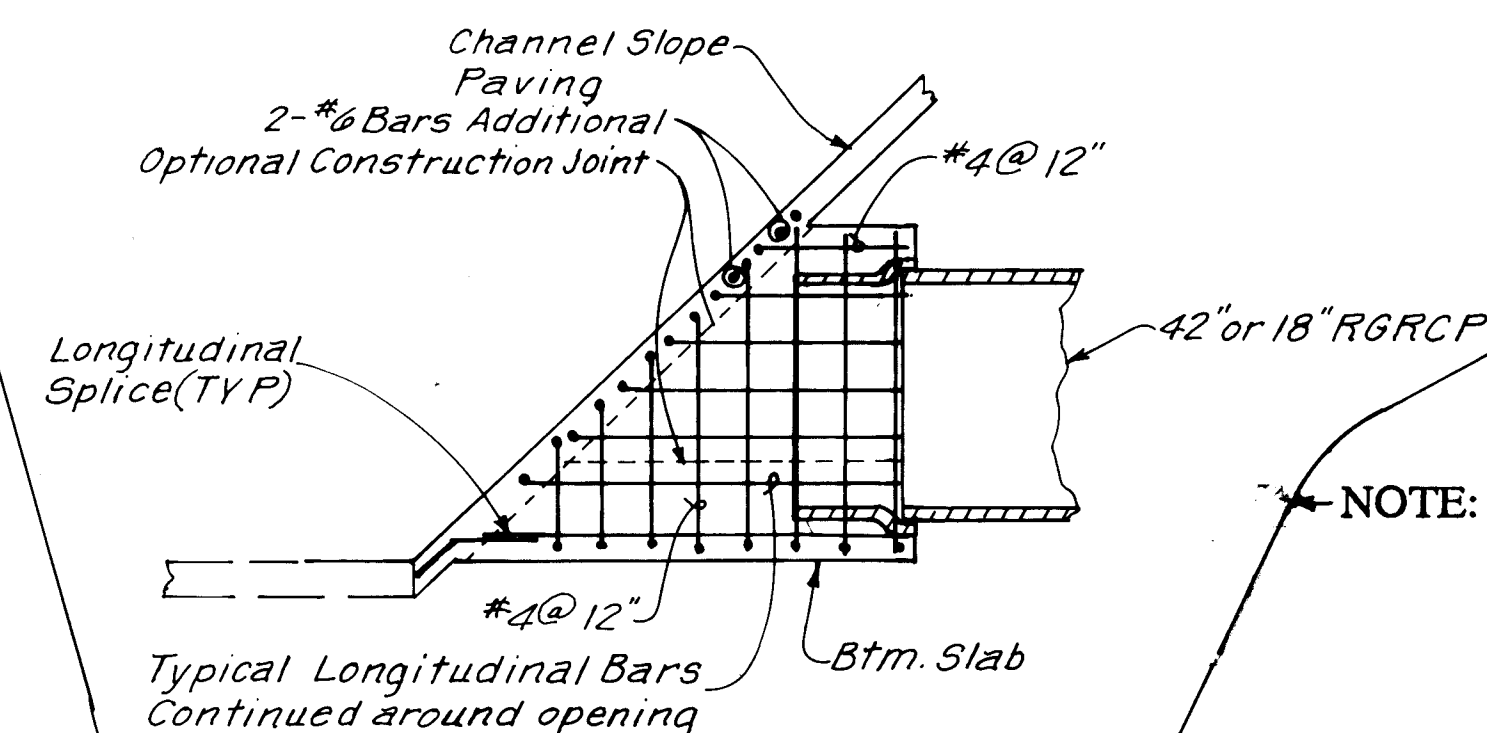 Channel Slope
Paving
2-#6 Bars Additional
Optional Construction Joint
#4@12"
Longitudinal
Splice(TYP)
42" or 18" RGRCP
NOTE:
#4@12"
Btm. Slab
Typical Longitudinal Bars
Continued around opening